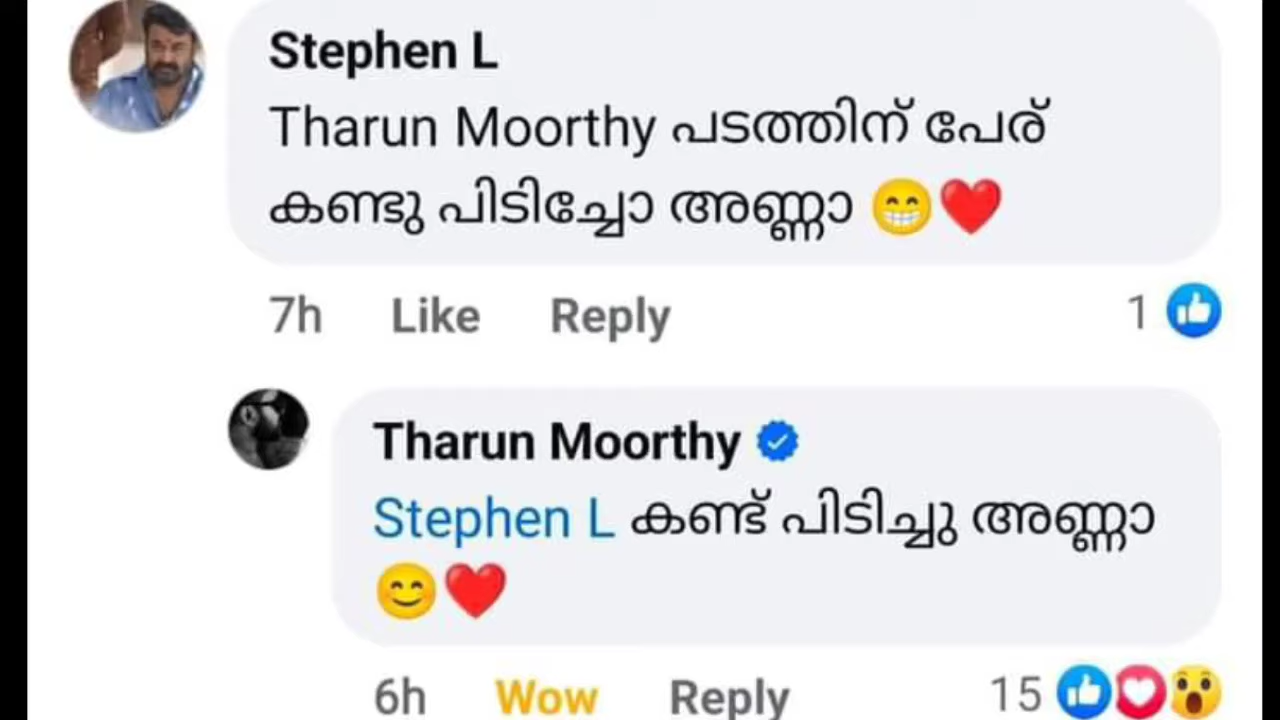 Stephen L
Tharun Moorthy പടത്തിന് പേര്
കണ്ടു പിടിച്ചോ അണ്ണാ 😁❤️
7h Like Reply 1
Tharun Moorthy
Stephen L കണ്ട് പിടിച്ചു അണ്ണാ
😊❤️
6h Wow Reply 15